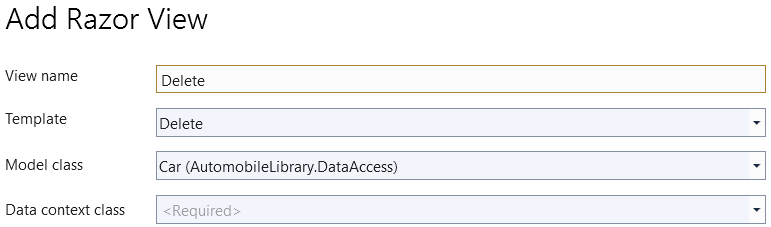 Add Razor View
View name Delete
Template Delete
Model class Car (AutomobileLibrary.DataAccess)
Data context class <Required>